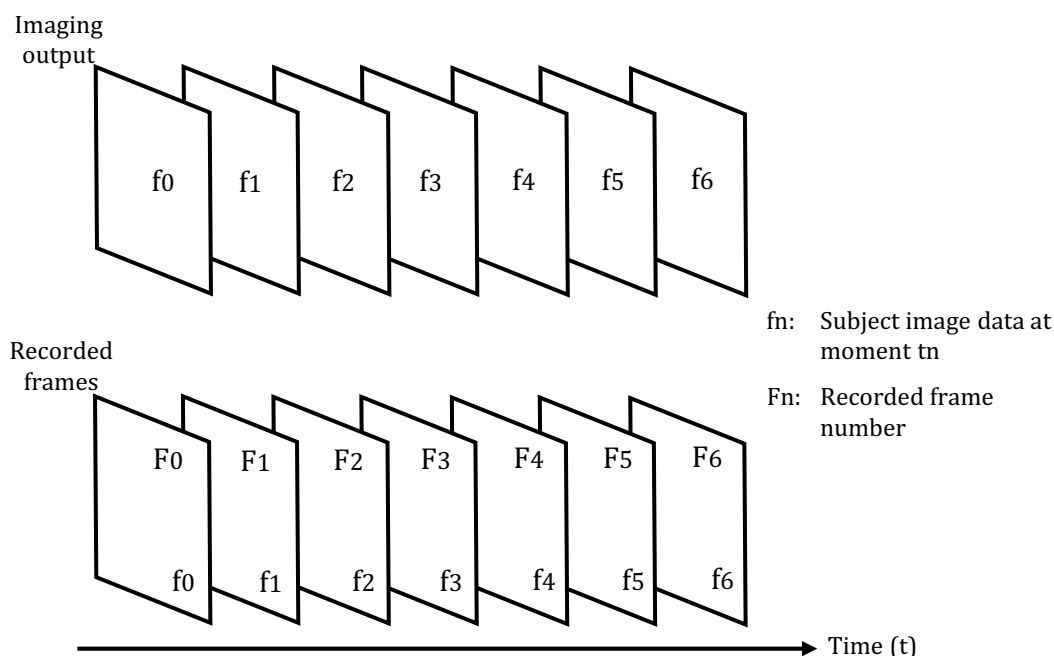 Imaging
output
f0 f1 f2 f3 f4 f5 f6
fn: Subject image data at
moment tn
Recorded
frames
Fn: Recorded frame
number
F0 F1 F2 F3 F4 F5 F6
f0 f1 f2 f3 f4 f5 f6
Time (t)